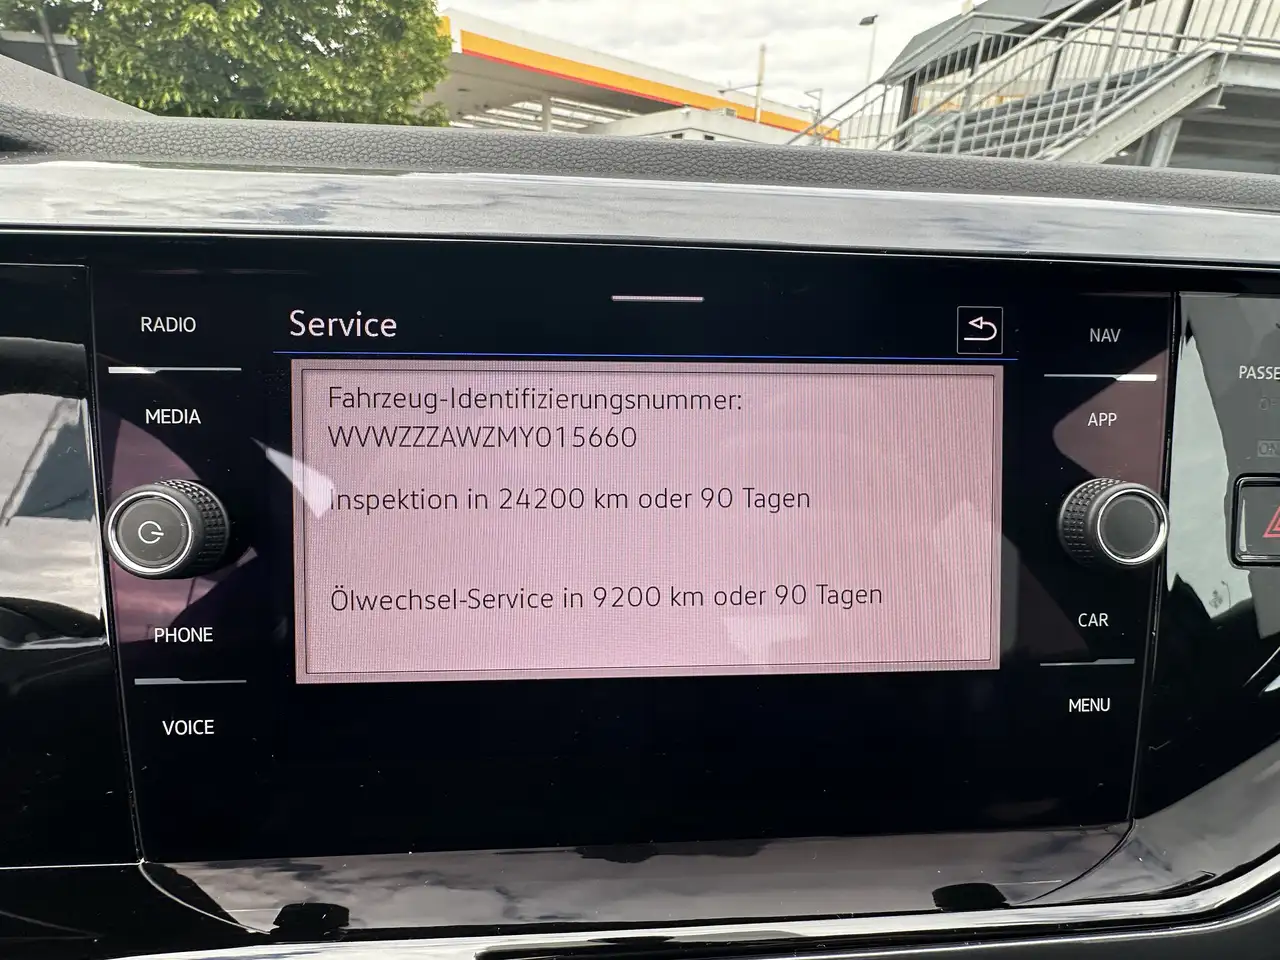 RADIO
Service
NAV
PASSE
MEDIA
Fahrzeug-Identifizierungsnummer:
WVWZZZAWZMY015660
APP
Inspektion in 24200 km oder 90 Tagen
Ölwechsel-Service in 9200 km oder 90 Tagen
PHONE
CAR
VOICE
MENU